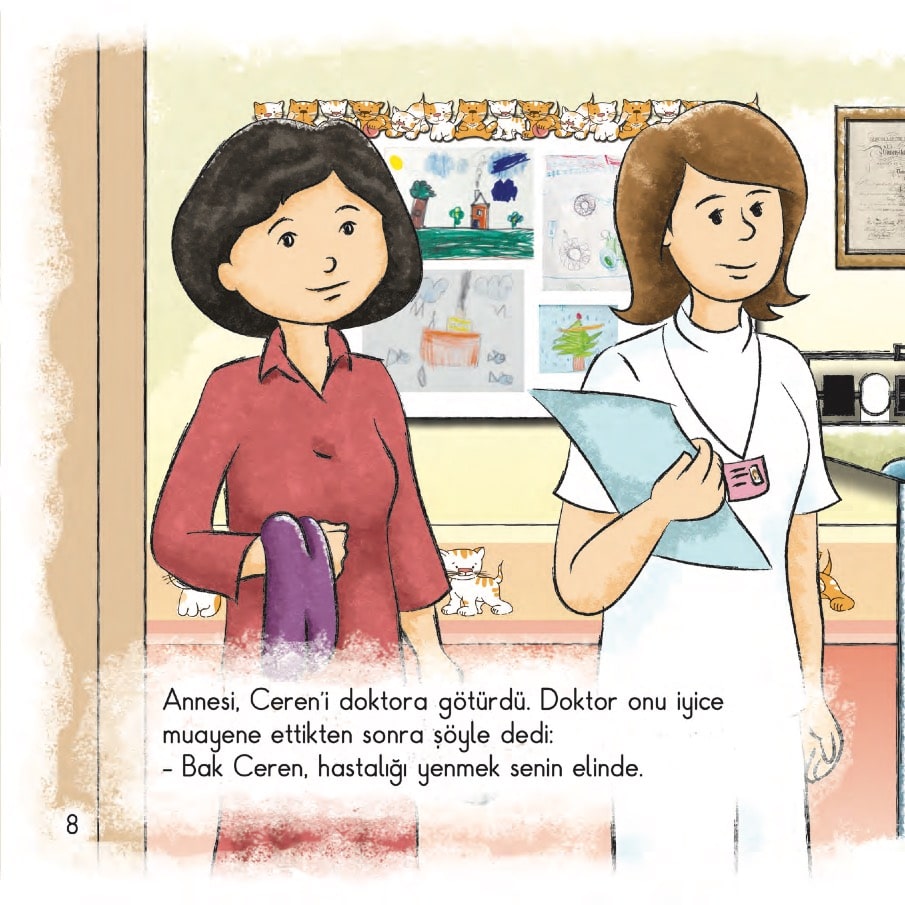 Annesi, Ceren'i doktora götürdü. Doktor onu iyice
muayene ettikten sonra şöyle dedi:
- Bak Ceren, hastalığı yenmek senin elinde.
8